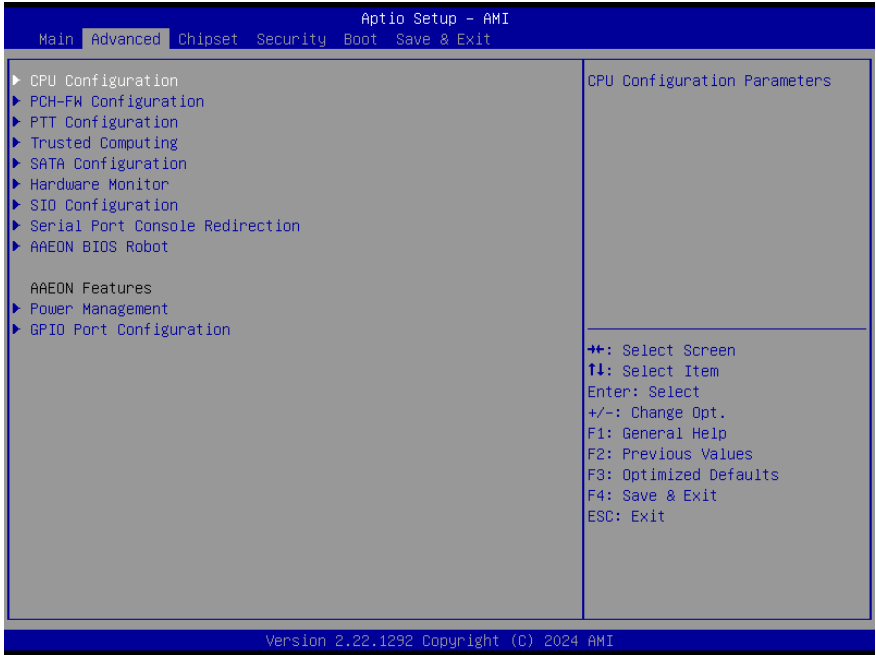 Aptio Setup – AMI
Main Advanced Chipset Security Boot Save & Exit
CPU Configuration
PCH-FW Configuration
PTT Configuration
Trusted Computing
SATA Configuration
Hardware Monitor
SIO Configuration
Serial Port Console Redirection
AAEON BIOS Robot
AAEON Features
Power Management
GPIO Port Configuration
CPU Configuration Parameters
→←: Select Screen
↑↓: Select Item
Enter: Select
+/-: Change Opt.
F1: General Help
F2: Previous Values
F3: Optimized Defaults
F4: Save & Exit
ESC: Exit
Version 2.22.1292 Copyright (C) 2024 AMI